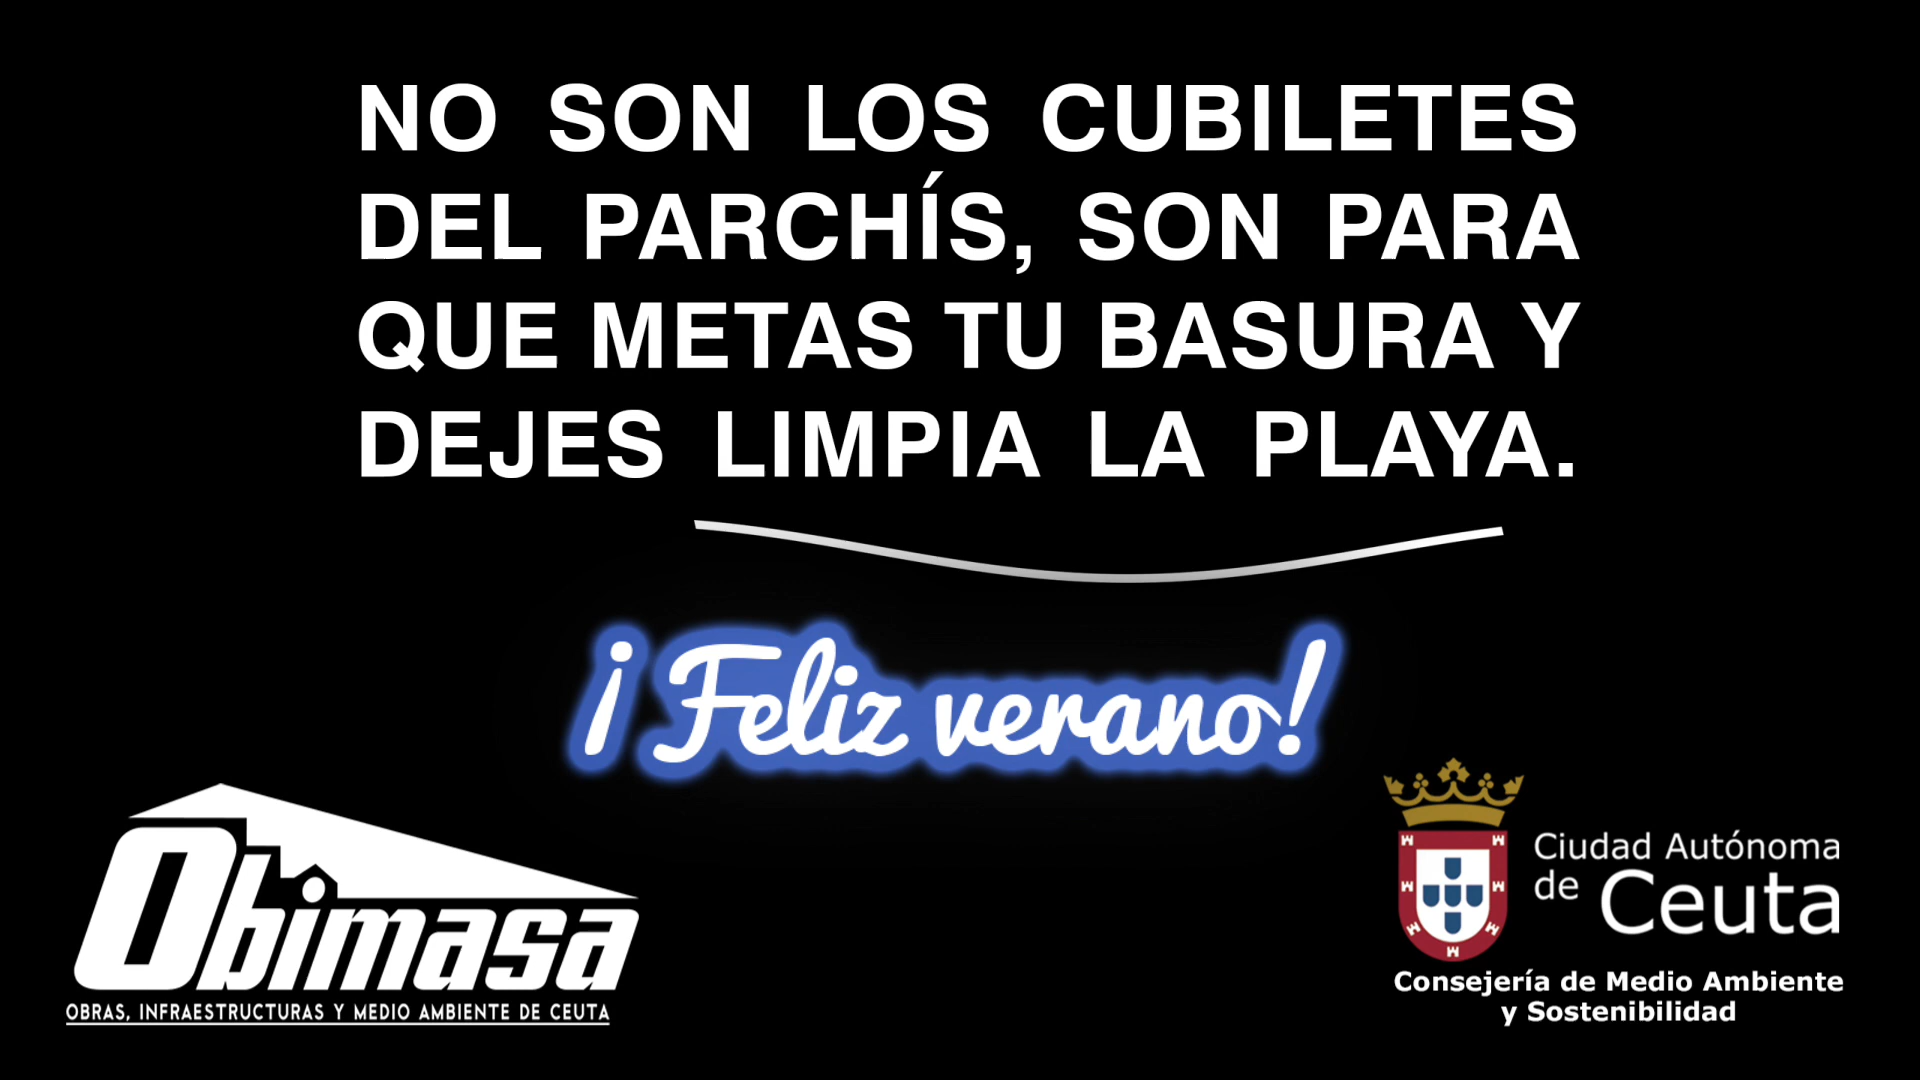 NO SON LOS CUBILETES
DEL PARCHÍS, SON PARA
QUE METAS TU BASURA Y
DEJES LIMPIA LA PLAYA.
¡Feliz verano!
Obimasa
OBRAS, INFRAESTRUCTURAS Y MEDIO AMBIENTE DE CEUTA
Ciudad Autónoma
de Ceuta
Consejería de Medio Ambiente
y Sostenibilidad